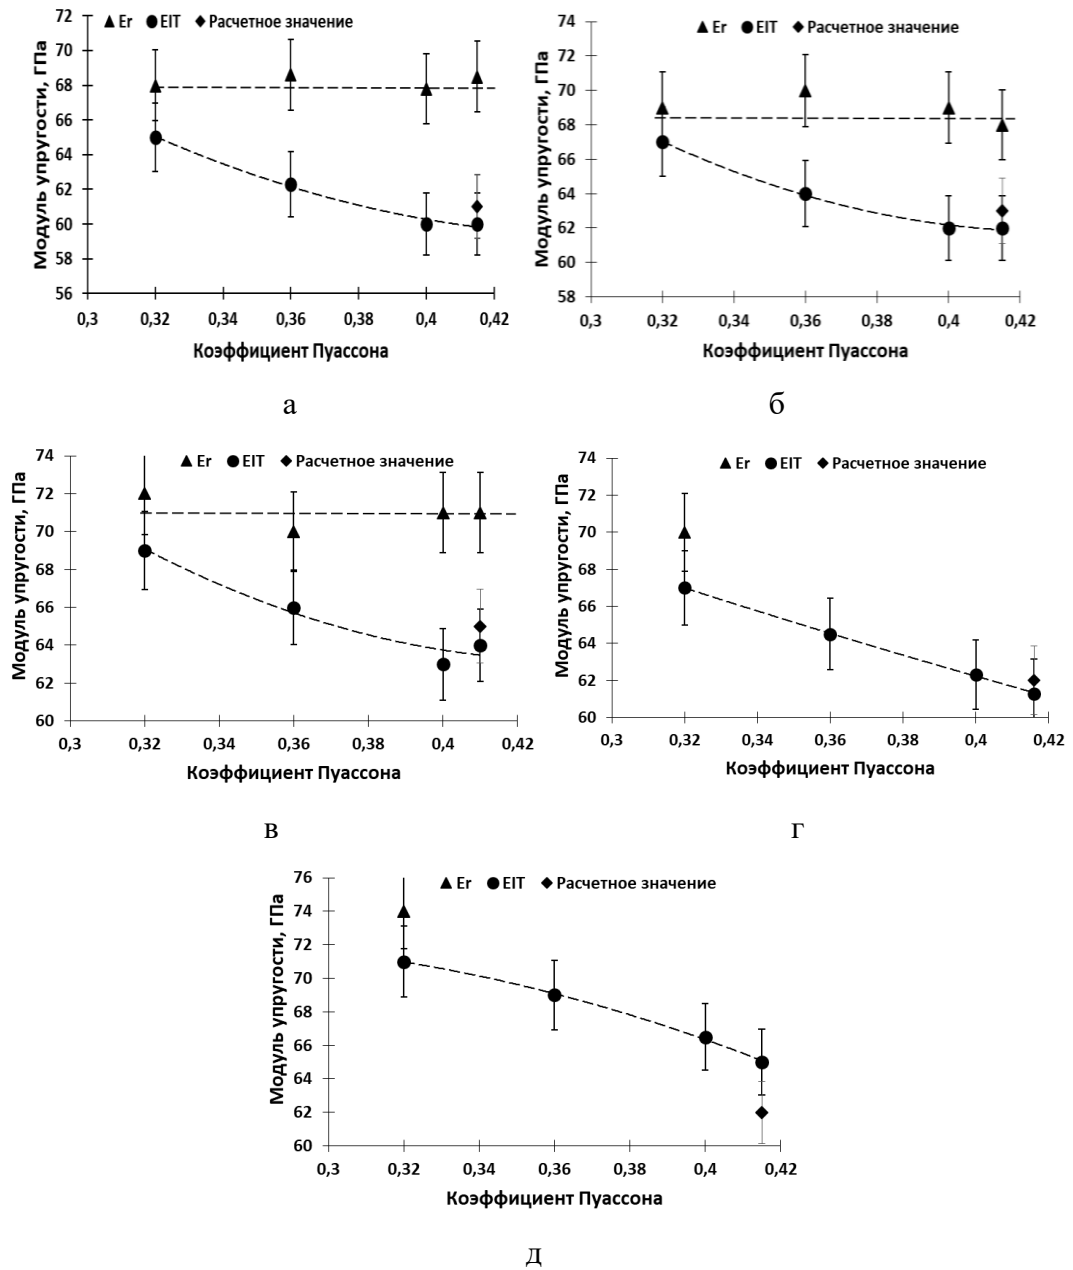 Er EIT Расчетное значение
72
70
68
66
64
62
60
58
56
0,3 0,32 0,34 0,36 0,38 0,4 0,42
Модуль упругости, ГПа
Коэффициент Пуассона
а
Er EIT Расчетное значение
74
72
70
68
66
64
62
60
58
0,3 0,32 0,34 0,36 0,38 0,4 0,42
Модуль упругости, ГПа
Коэффициент Пуассона
б
Er EIT Расчетное значение
74
72
70
68
66
64
62
60
0,3 0,32 0,34 0,36 0,38 0,4 0,42
Модуль упругости, ГПа
Коэффициент Пуассона
в
Er EIT Расчетное значение
74
72
70
68
66
64
62
60
0,3 0,32 0,34 0,36 0,38 0,4 0,42
Модуль упругости, ГПа
Коэффициент Пуассона
г
Er EIT Расчетное значение
76
74
72
70
68
66
64
62
60
0,3 0,32 0,34 0,36 0,38 0,4 0,42
Модуль упругости, ГПа
Коэффициент Пуассона
д